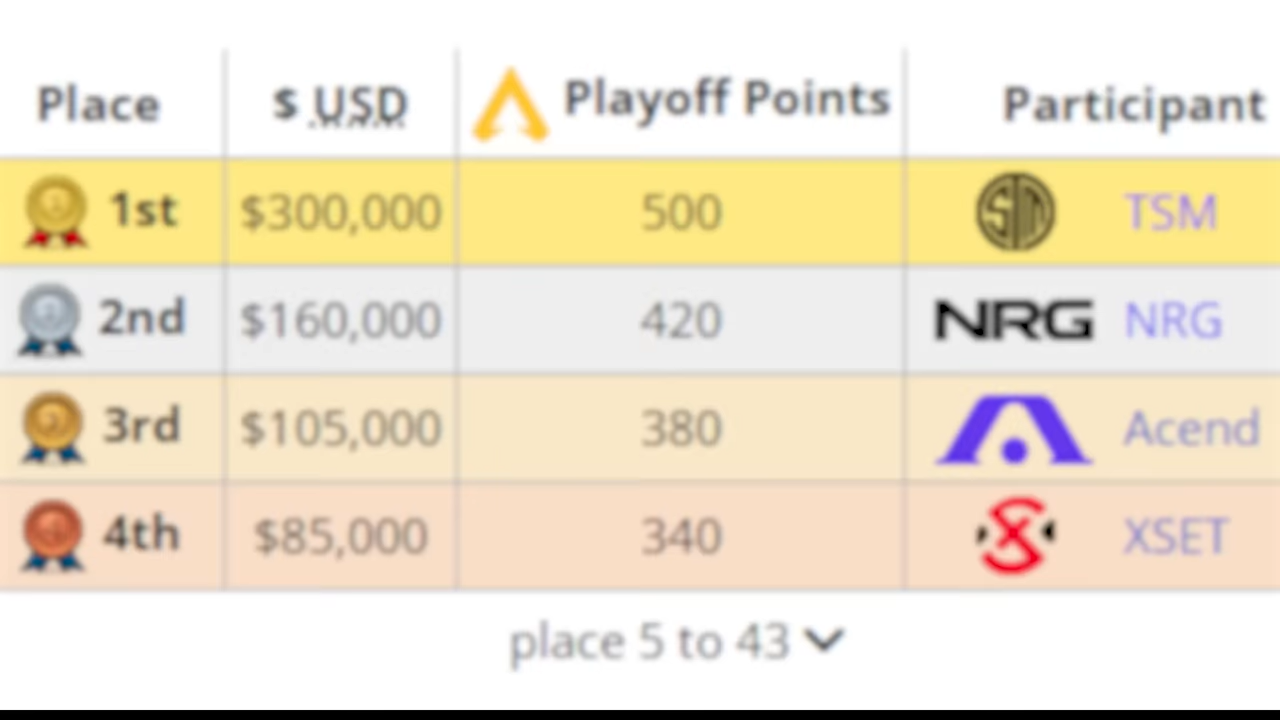 Place $ USD Playoff Points Participant
1st $300,000 500 TSM TSM
2nd $160,000 420 NRG NRG
3rd $105,000 380 Acend
4th $85,000 340 XSET
place 5 to 43